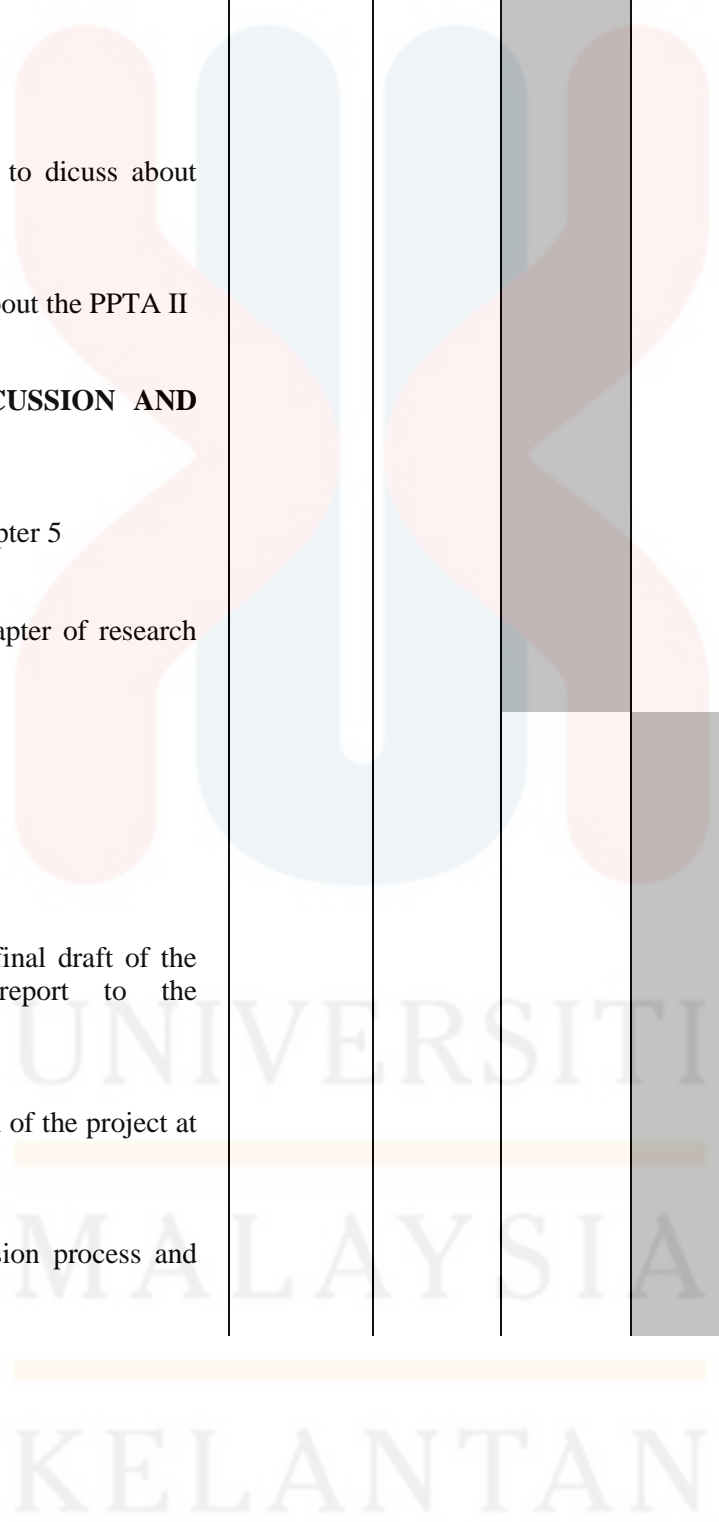 to dicuss about
out the PPTA II
CUSSION AND
pter 5
apter of research
final draft of the
report to the
of the project at
sion process and
UNIVERSITI
MALAYSIA
KELANTAN